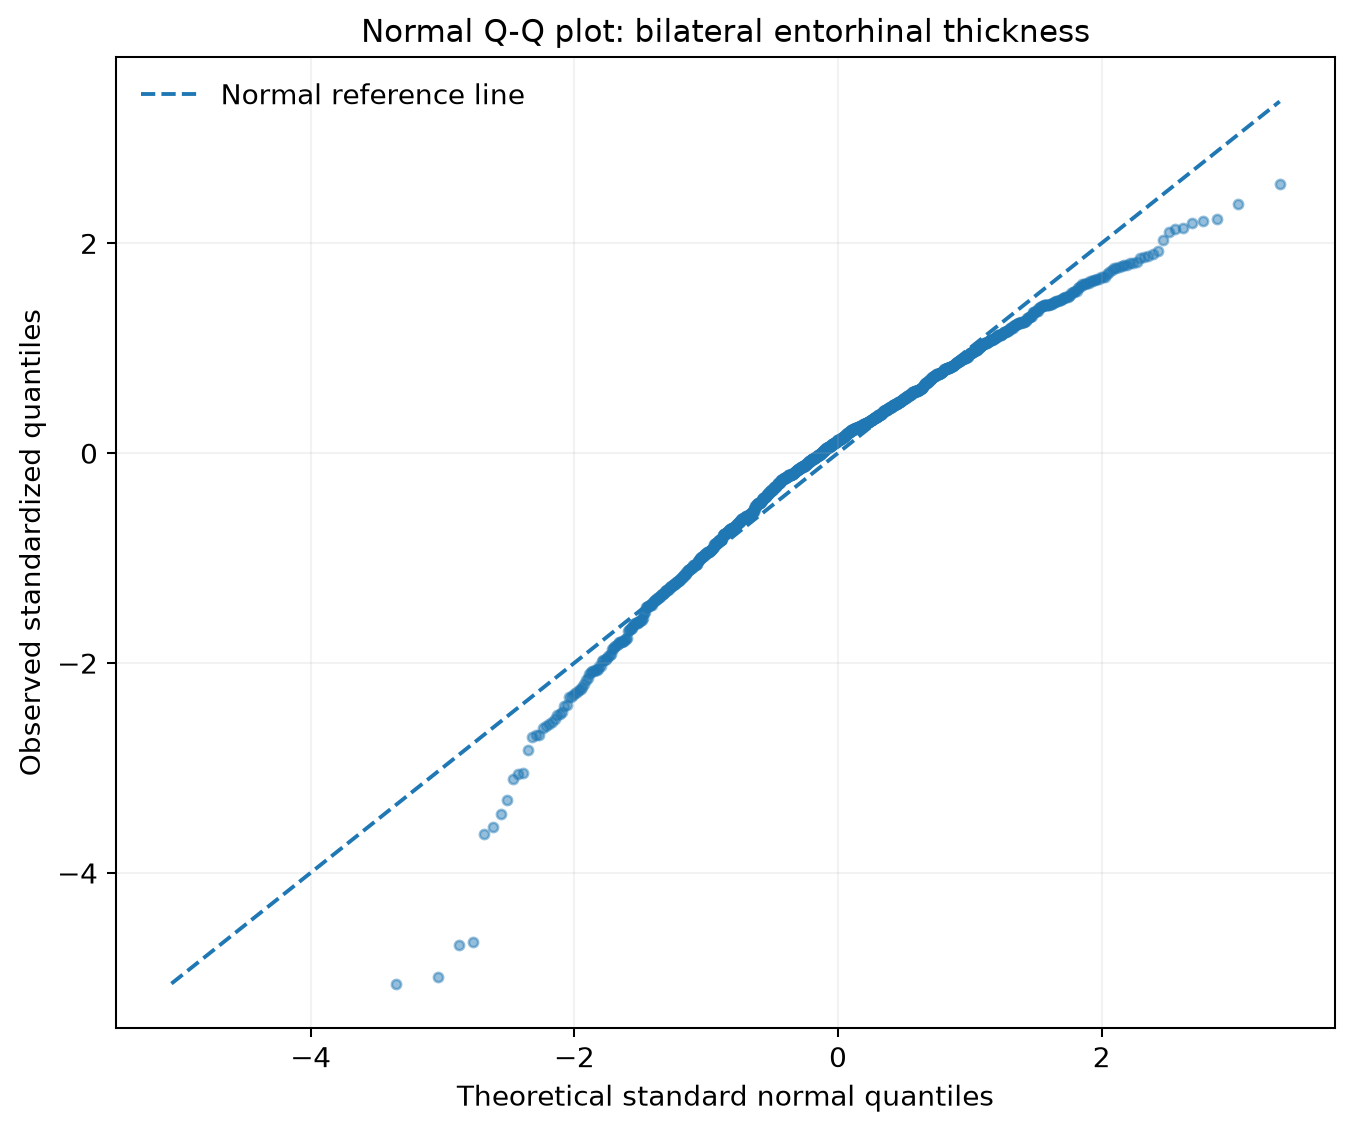 Normal Q-Q plot: bilateral entorhinal thickness
Normal reference line
Observed standardized quantiles
2
0
−2
−4
−4
−2
0
2
Theoretical standard normal quantiles